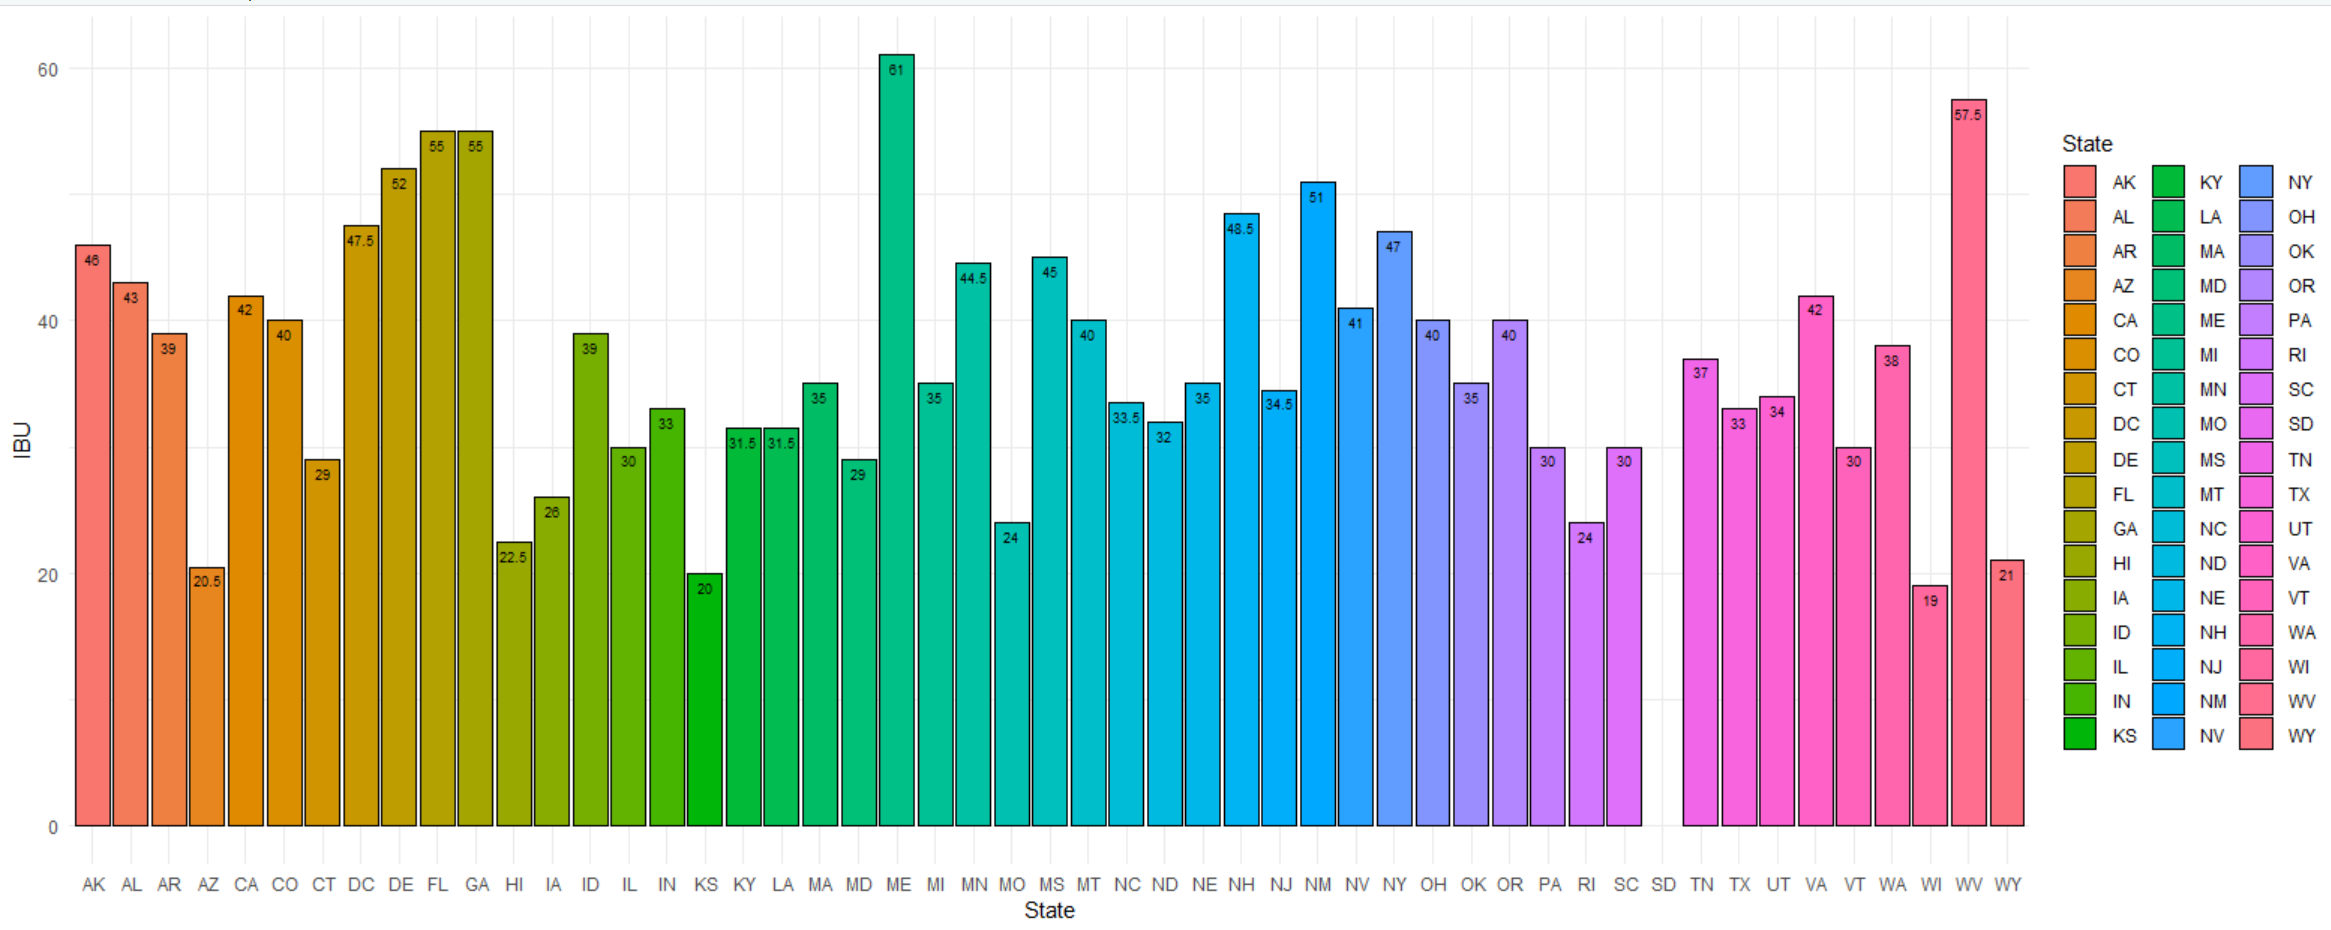 60
40
20
0
IBU
46
43
39
20.5
42
40
29
47.5
52
55
55
22.5
26
39
30
33
20
31.5
31.5
35
29
61
35
44.5
24
45
40
33.5
32
35
48.5
34.5
51
41
47
40
35
40
30
24
30
37
33
34
42
30
38
19
57.5
21
AK AL AR AZ CA CO CT DC DE FL GA HI IA ID IL IN KS KY LA MA MD ME MI MN MO MS MT NC ND NE NH NJ NM NV NY OH OK OR PA RI SC SD TN TX UT VA VT WA WI WV WY
State
State
AK KY NY
AL LA OH
AR MA OK
AZ MD OR
CA ME PA
CO MI RI
CT MN SC
DC MO SD
DE MS TN
FL MT TX
GA NC UT
HI ND VA
IA NE VT
ID NH WA
IL NJ WI
IN NM WV
KS NV WY